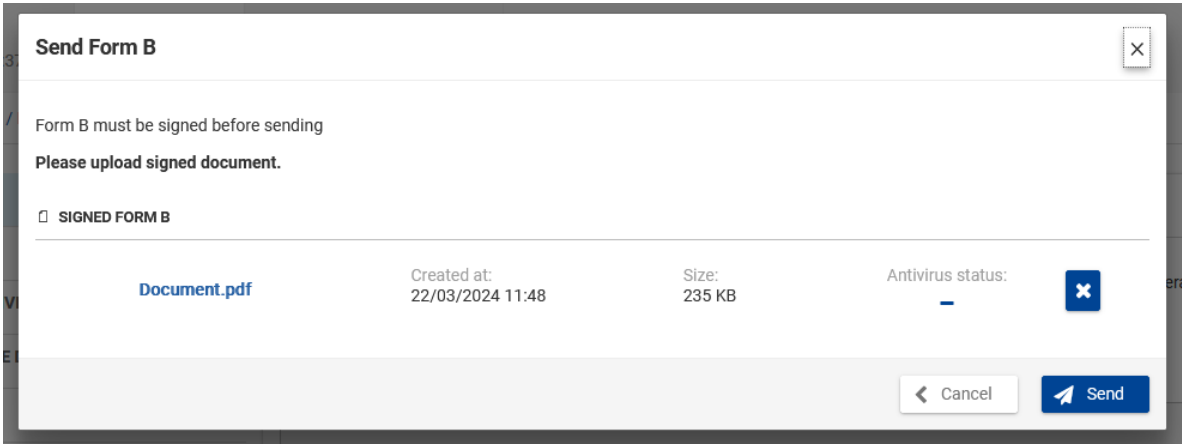 Send Form B
Form B must be signed before sending
Please upload signed document.
SIGNED FORM B
Document.pdf
Created at:
22/03/2024 11:48
Size:
235 KB
Antivirus status:
–
Cancel
Send